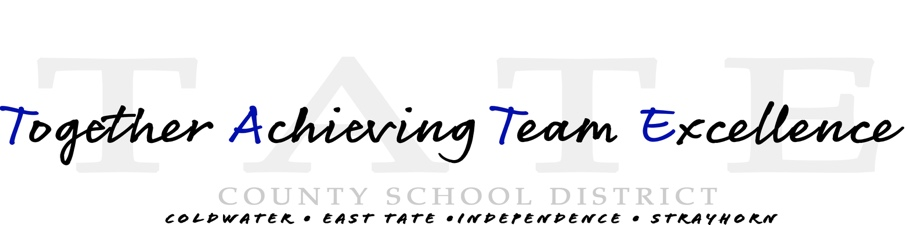 TATE
Together Achieving Team Excellence
COUNTY SCHOOL DISTRICT
COLDWATER • EAST TATE •INDEPENDENCE • STRAYHORN